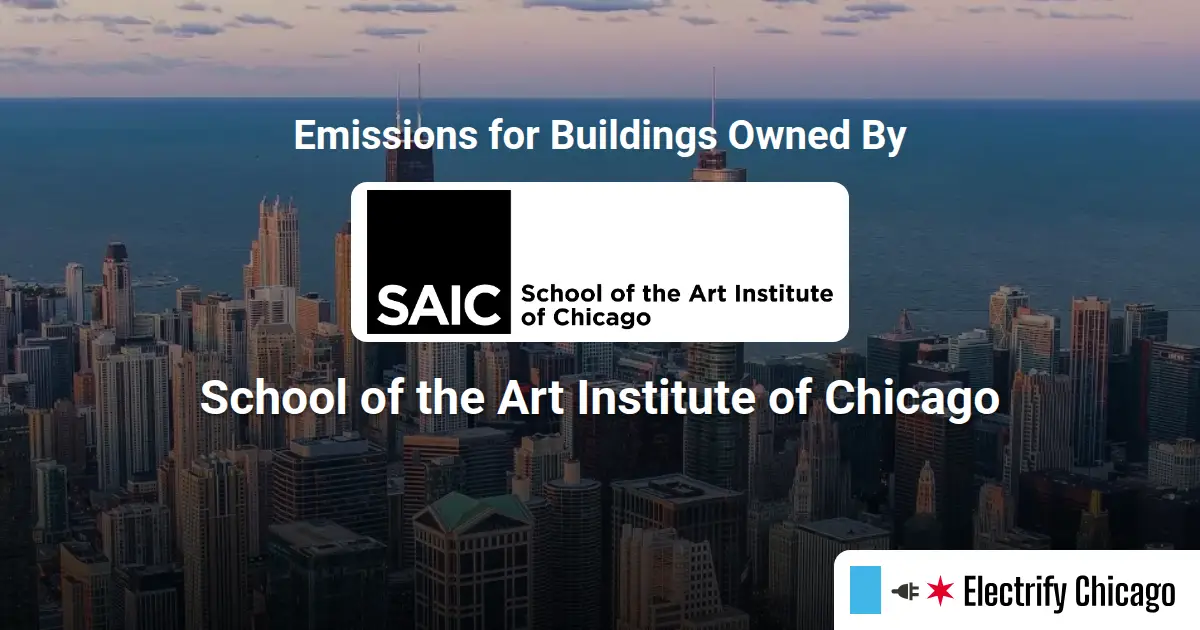 Emissions for Buildings Owned By
SAIC
School of the Art Institute
of Chicago
School of the Art Institute of Chicago
Electrify Chicago